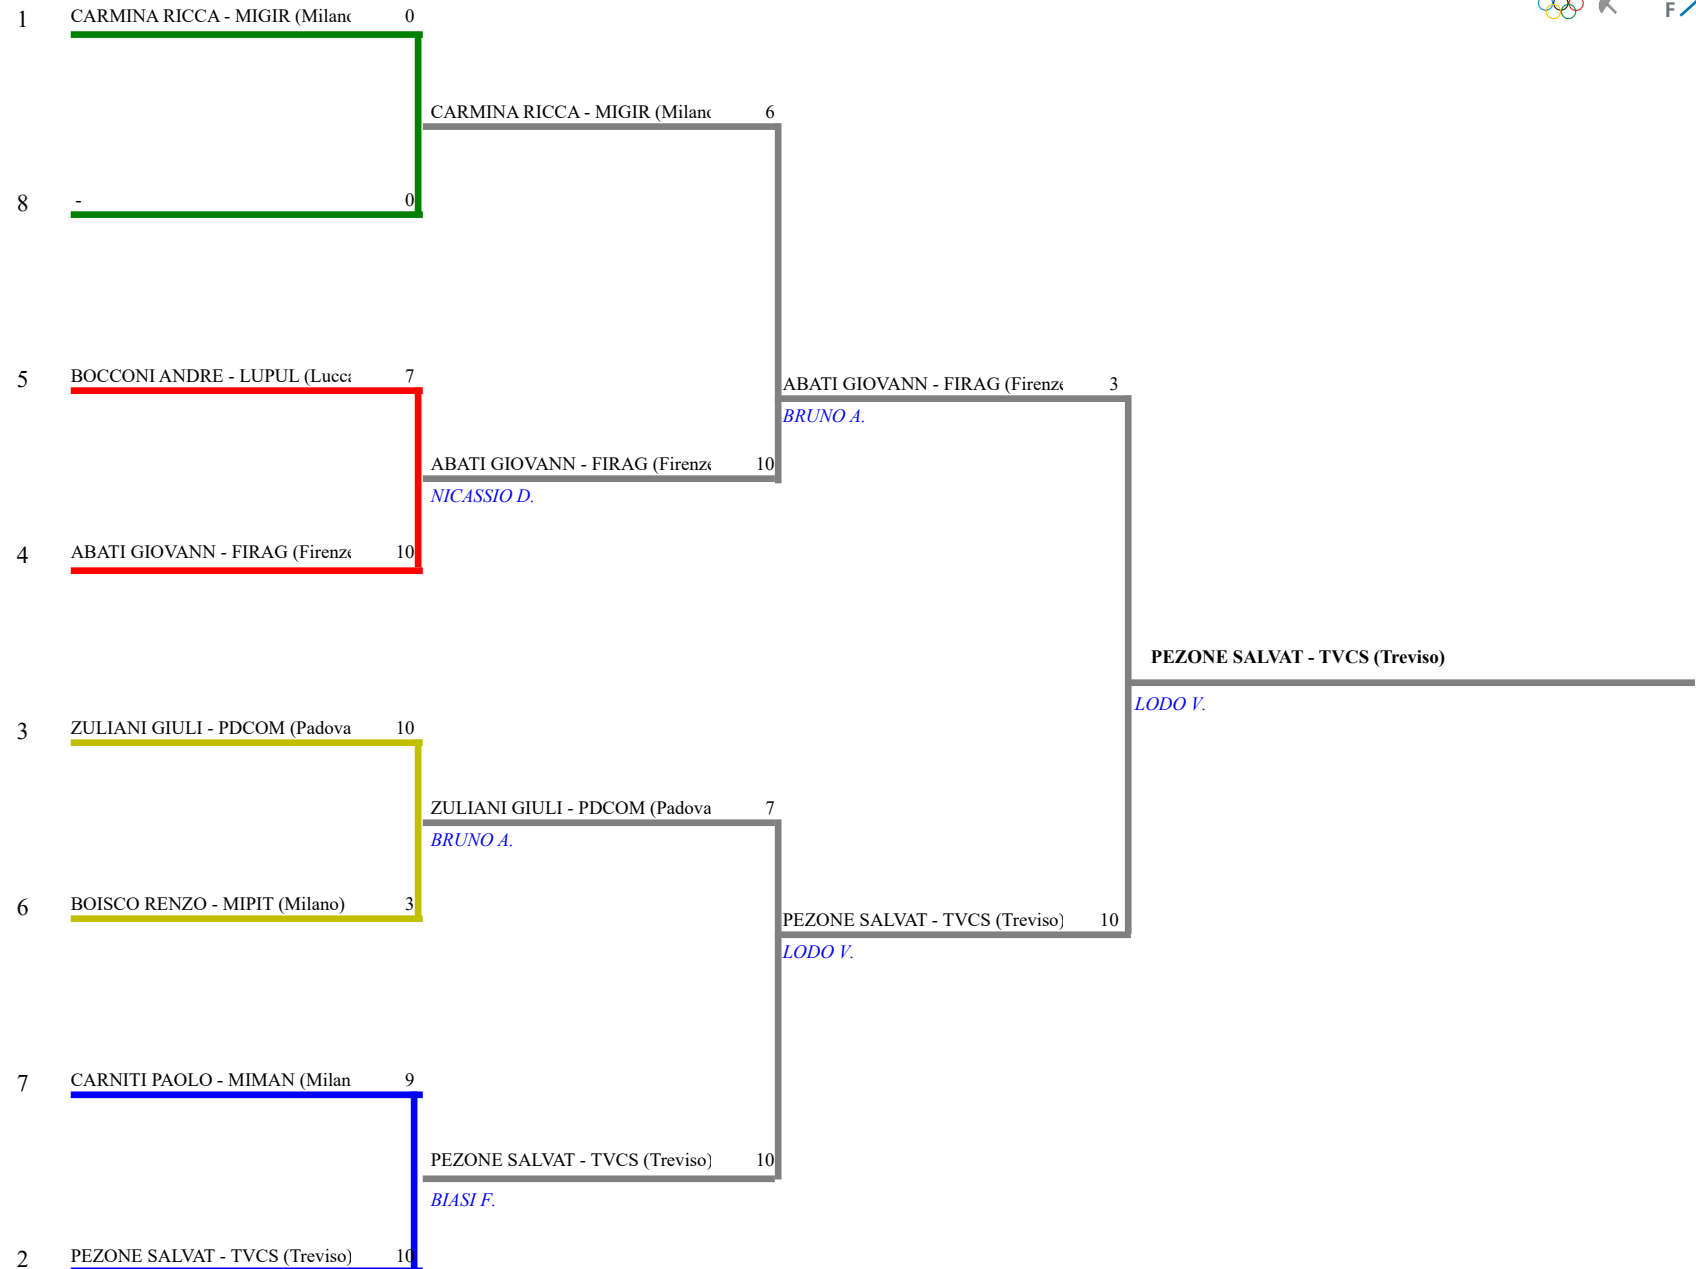 1 CARMINA RICCA - MIGIR (Milano 0
F
CARMINA RICCA - MIGIR (Milano 6
8 - 0
5 BOCCONI ANDRE - LUPUL (Lucca 7
ABATI GIOVANN - FIRAG (Firenze 3
BRUNO A.
ABATI GIOVANN - FIRAG (Firenze 10
NICASSIO D.
4 ABATI GIOVANN - FIRAG (Firenze 10
PEZONE SALVAT - TVCS (Treviso)
LODO V.
3 ZULIANI GIULI - PDCOM (Padova 10
ZULIANI GIULI - PDCOM (Padova 7
BRUNO A.
6 BOISCO RENZO - MIPIT (Milano) 3
PEZONE SALVAT - TVCS (Treviso) 10
LODO V.
7 CARNITI PAOLO - MIMAN (Milan 9
PEZONE SALVAT - TVCS (Treviso) 10
BIASI F.
2 PEZONE SALVAT - TVCS (Treviso) 10